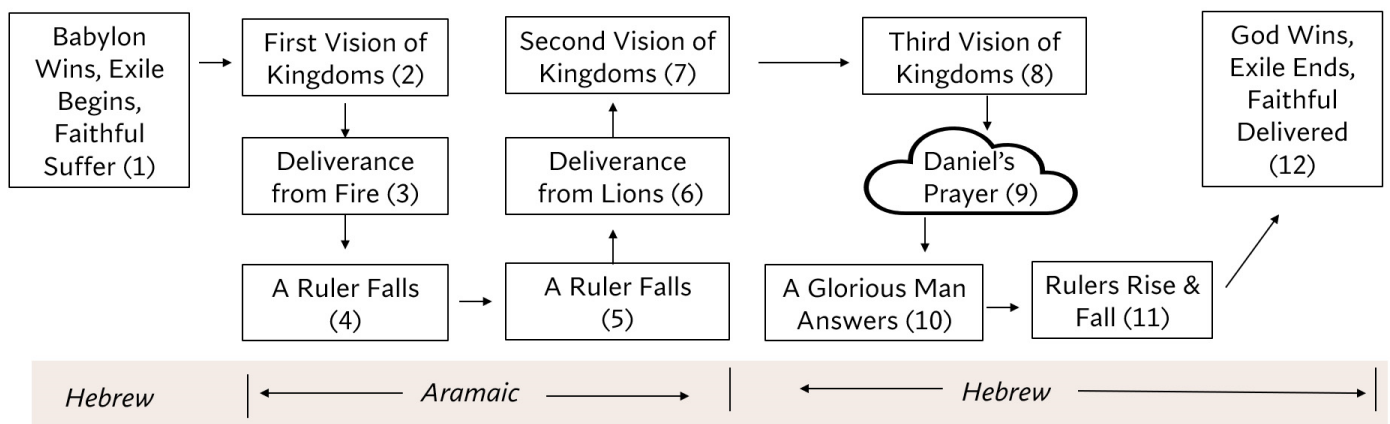 Babylon
Wins, Exile
Begins,
Faithful
Suffer (1)
First Vision of
Kingdoms (2)
Deliverance
from Fire (3)
A Ruler Falls
(4)
A Ruler Falls
(5)
Deliverance
from Lions (6)
Second Vision of
Kingdoms (7)
Third Vision of
Kingdoms (8)
Daniel’s
Prayer (9)
A Glorious Man
Answers (10)
Rulers Rise &
Fall (11)
God Wins,
Exile Ends,
Faithful
Delivered
(12)
Hebrew
Aramaic
Hebrew